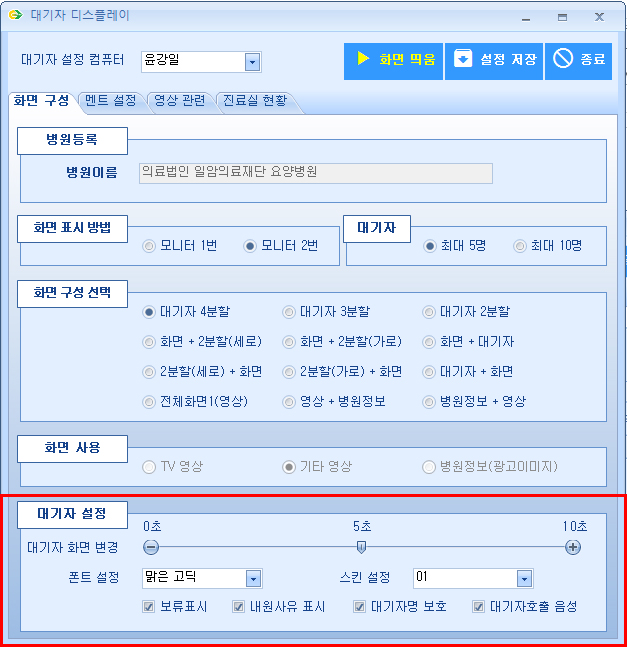 대기자 디스플레이
대기자 설정 컴퓨터 윤강일 화면 띄움 설정 저장 종료
화면 구성 멘트 설정 영상 관련 진료실 현황
병원등록
병원이름 의료법인 일암의료재단 요양병원
화면 표시 방법 대기자
모니터 1번 모니터 2번 최대 5명 최대 10명
화면 구성 선택
대기자 4분할 대기자 3분할 대기자 2분할
화면 + 2분할(세로) 화면 + 2분할(가로) 화면 + 대기자
2분할(세로) + 화면 2분할(가로) + 화면 대기자 + 화면
전체화면1(영상) 영상 + 병원정보 병원정보 + 영상
화면 사용
TV 영상 기타 영상 병원정보(광고이미지)
대기자 설정
0초 5초 10초
대기자 화면 변경
폰트 설정 맑은 고딕 스킨 설정 01
보류표시 내원사유 표시 대기자명 보호 대기자호출 음성